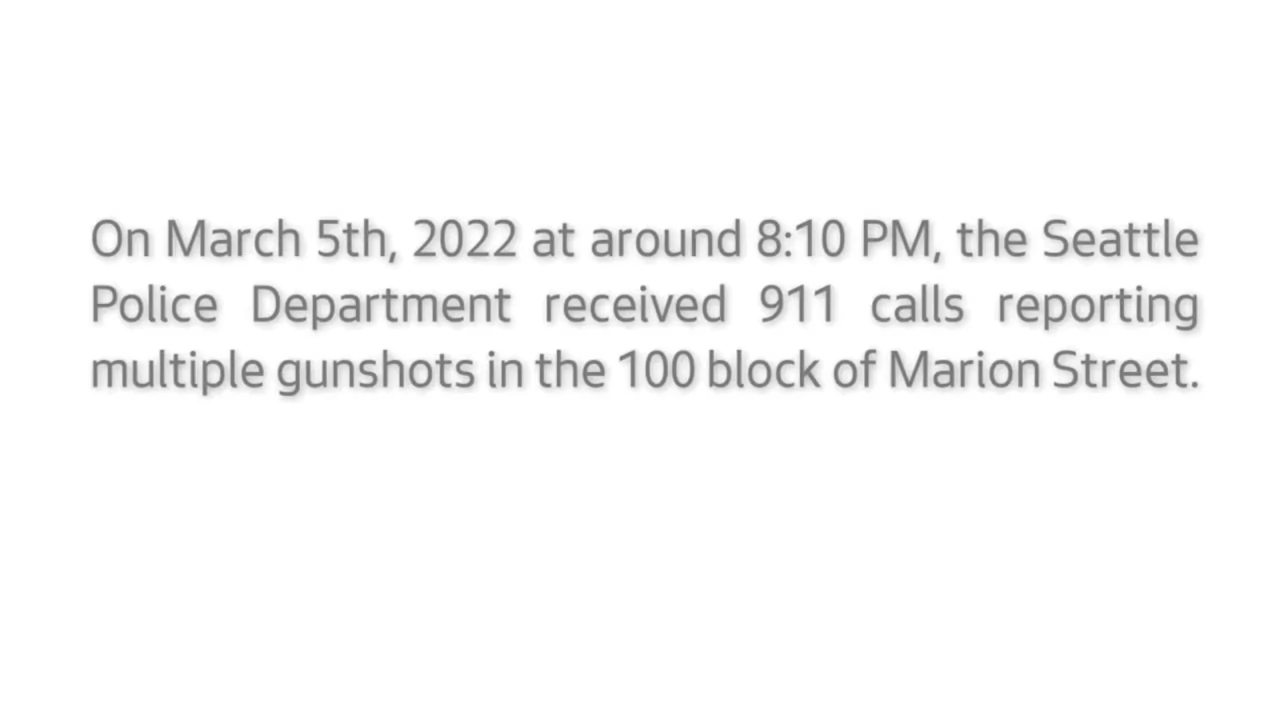 On March 5th, 2022 at around 8:10 PM, the Seattle
Police Department received 911 calls reporting
multiple gunshots in the 100 block of Marion Street.